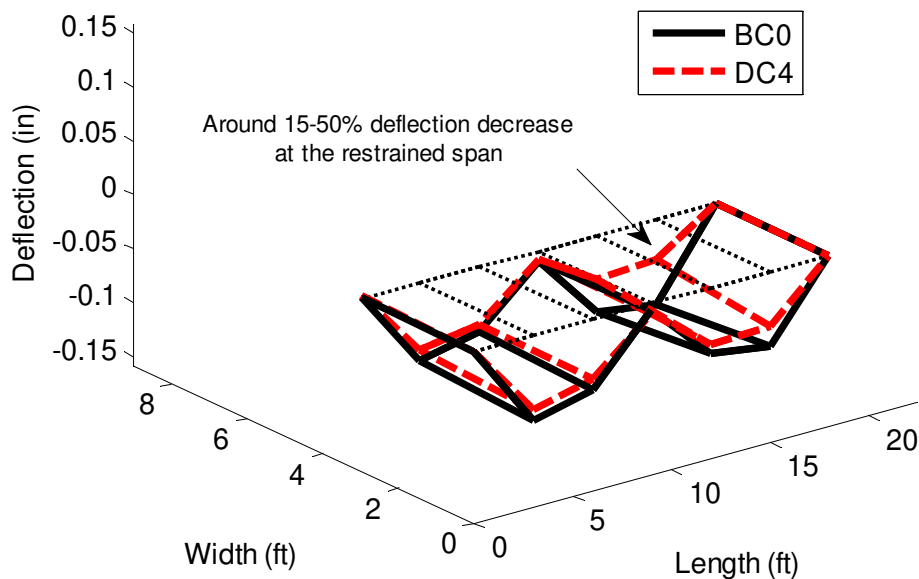 0.15
0.1
0.05
0
-0.05
-0.1
-0.15
Deflection (in)
BC0
DC4
Around 15-50% deflection decrease
at the restrained span
8
6
4
2
0
Width (ft)
0
5
10
15
20
Length (ft)